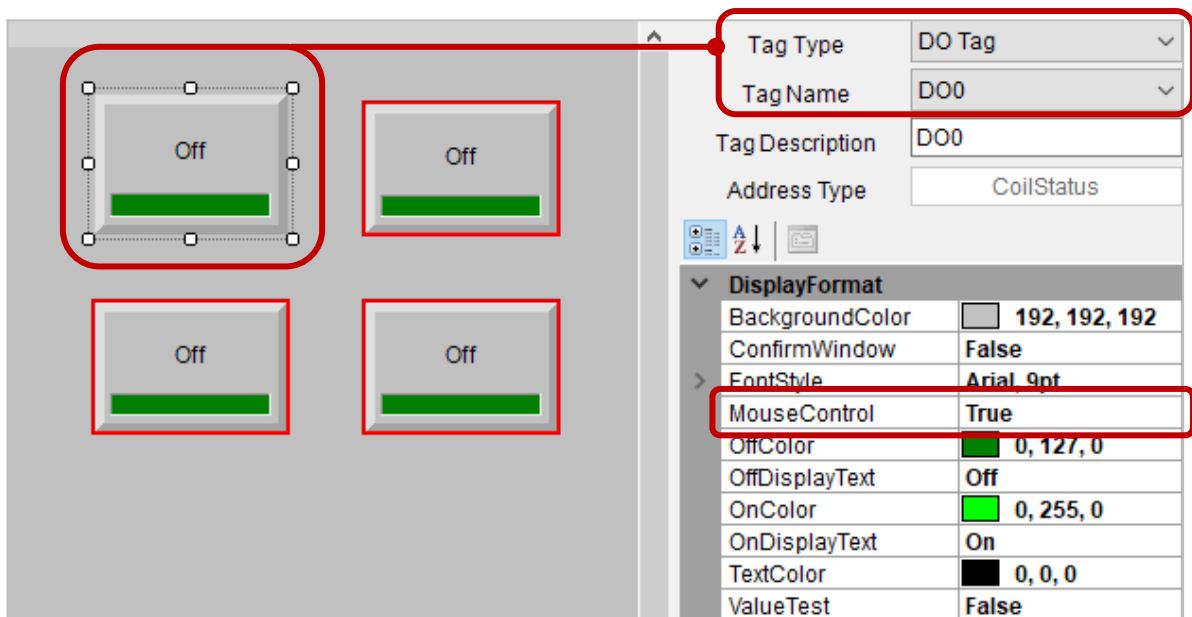 Off
Off
Off
Off
Tag Type DO Tag
Tag Name DO0
Tag Description DO0
Address Type CoilStatus
A
Z
DisplayFormat
BackgroundColor 192, 192, 192
ConfirmWindow False
FontStyle Arial, 9pt
MouseControl True
OffColor 0, 127, 0
OffDisplayText Off
OnColor 0, 255, 0
OnDisplayText On
TextColor 0, 0, 0
ValueTest False